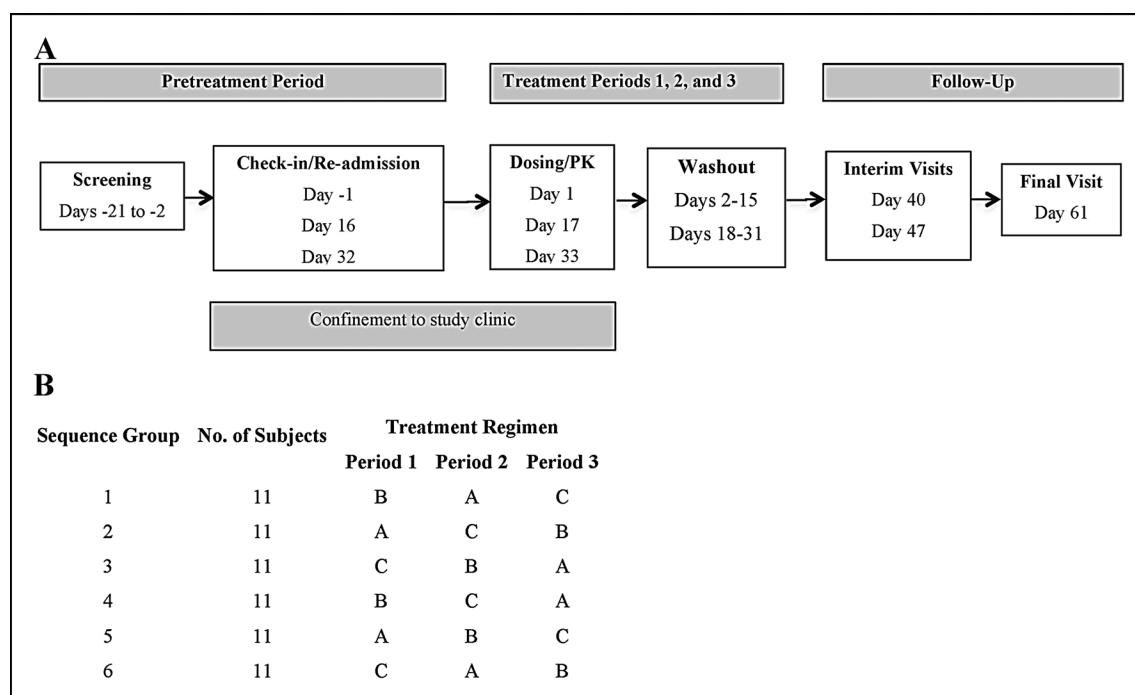 A
Pretreatment Period
Treatment Periods 1, 2, and 3
Follow-Up
Screening
Days -21 to -2
Check-in/Re-admission
Day -1
Day 16
Day 32
Dosing/PK
Day 1
Day 17
Day 33
Washout
Days 2-15
Days 18-31
Interim Visits
Day 40
Day 47
Final Visit
Day 61
Confinement to study clinic
B
Sequence Group No. of Subjects Treatment Regimen
Period 1 Period 2 Period 3
1 11 B A C
2 11 A C B
3 11 C B A
4 11 B C A
5 11 A B C
6 11 C A B